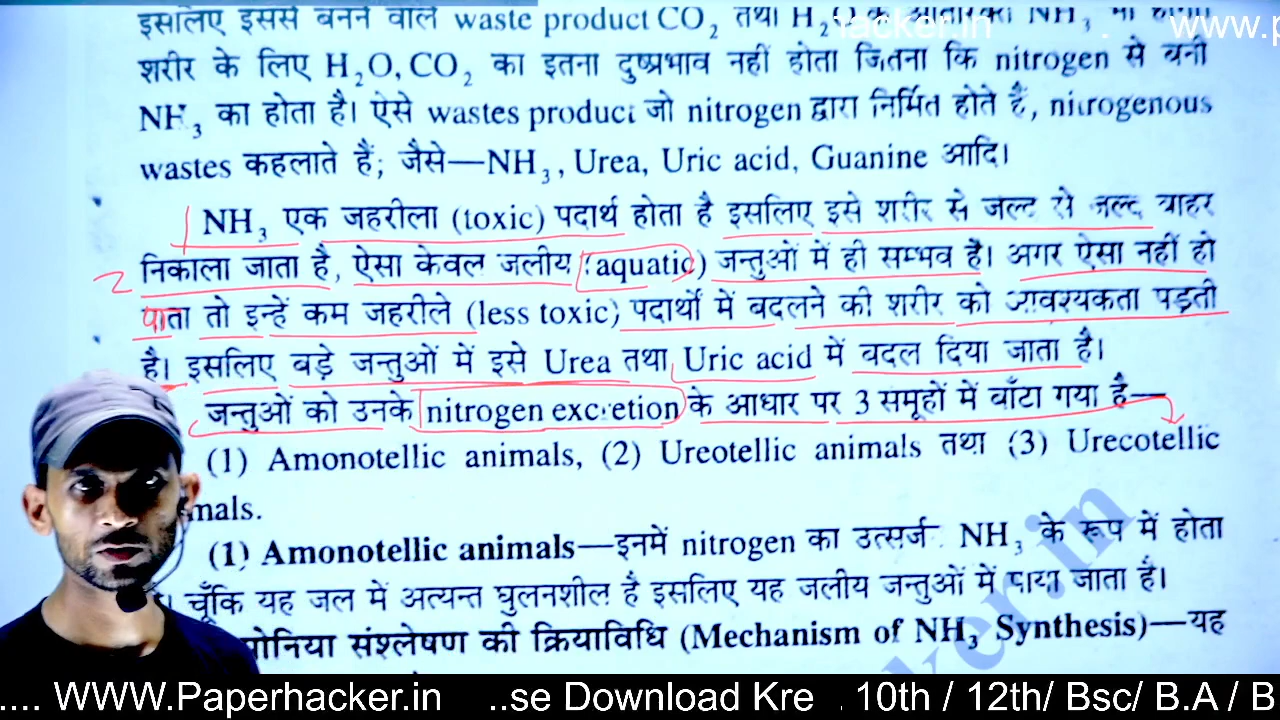 इसलिए इससे बनने वाले waste product CO₂ तथा H₂O के अतिरिक्त NH₃ भी
hacker.in
www.p
शरीर के लिए H₂O, CO₂ का इतना दुष्प्रभाव नहीं होता जितना कि nitrogen से बनी
NH₃ का होता है। ऐसे wastes product जो nitrogen द्वारा निर्मित होते हैं, nitrogenous
wastes कहलाते हैं; जैसे—NH₃, Urea, Uric acid, Guanine आदि।
NH₃ एक जहरीला (toxic) पदार्थ होता है इसलिए इसे शरीर से जल्द से जल्द बाहर
निकाला जाता है, ऐसा केवल जलीय (aquatic) जन्तुओं में ही सम्भव है। अगर ऐसा नहीं हो
पाता तो इन्हें कम जहरीले (less toxic) पदार्थों में बदलने की शरीर को आवश्यकता पड़ती
है। इसलिए बड़े जन्तुओं में इसे Urea तथा Uric acid में बदल दिया जाता है।
जन्तुओं को उनके nitrogen excretion के आधार पर 3 समूहों में बाँटा गया है—
(1) Amonotellic animals, (2) Ureotellic animals तथा (3) Urecotellic
mals.
(1) Amonotellic animals—इनमें nitrogen का उत्सर्ज NH₃ के रूप में होता
। चूँकि यह जल में अत्यन्त घुलनशील है इसलिए यह जलीय जन्तुओं में पाया जाता है।
मोनिया संश्लेषण की क्रियाविधि (Mechanism of NH₃ Synthesis)—यह
ker.in
.... WWW.Paperhacker.in ..se Download Kre . 10th / 12th/ Bsc/ B.A / B